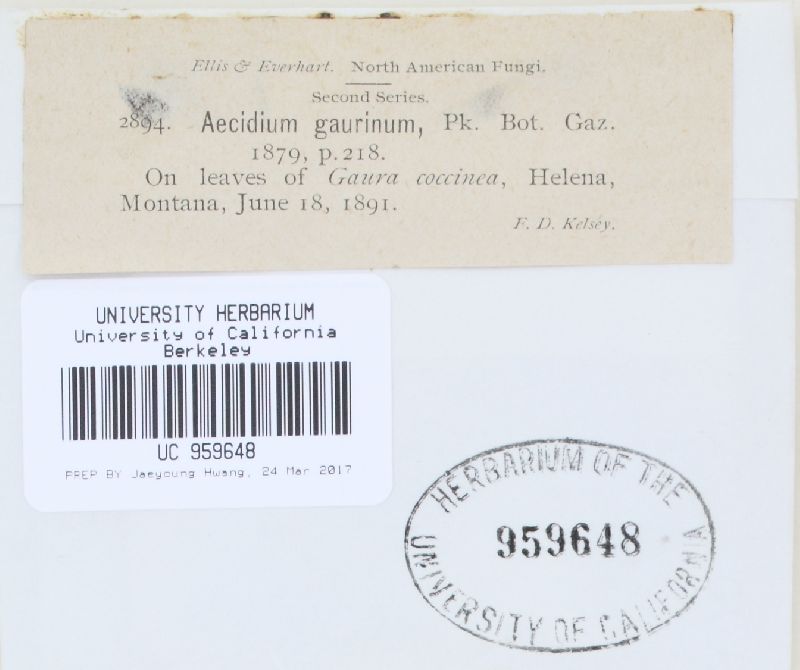 Ellis & Everhart. North American Fungi.
Second Series.
2894. Aecidium gaurinum, Pk. Bot. Gaz.
1879, p. 218.
On leaves of Gaura coccinea, Helena,
Montana, June 18, 1891.
F. D. Kelsey.
UNIVERSITY HERBARIUM
University of California
Berkeley
UC 959648
PREP BY Jaeyoung Hwang, 24 Mar 2017
HERBARIUM OF THE
959648
UNIVERSITY OF CALIFORNIA